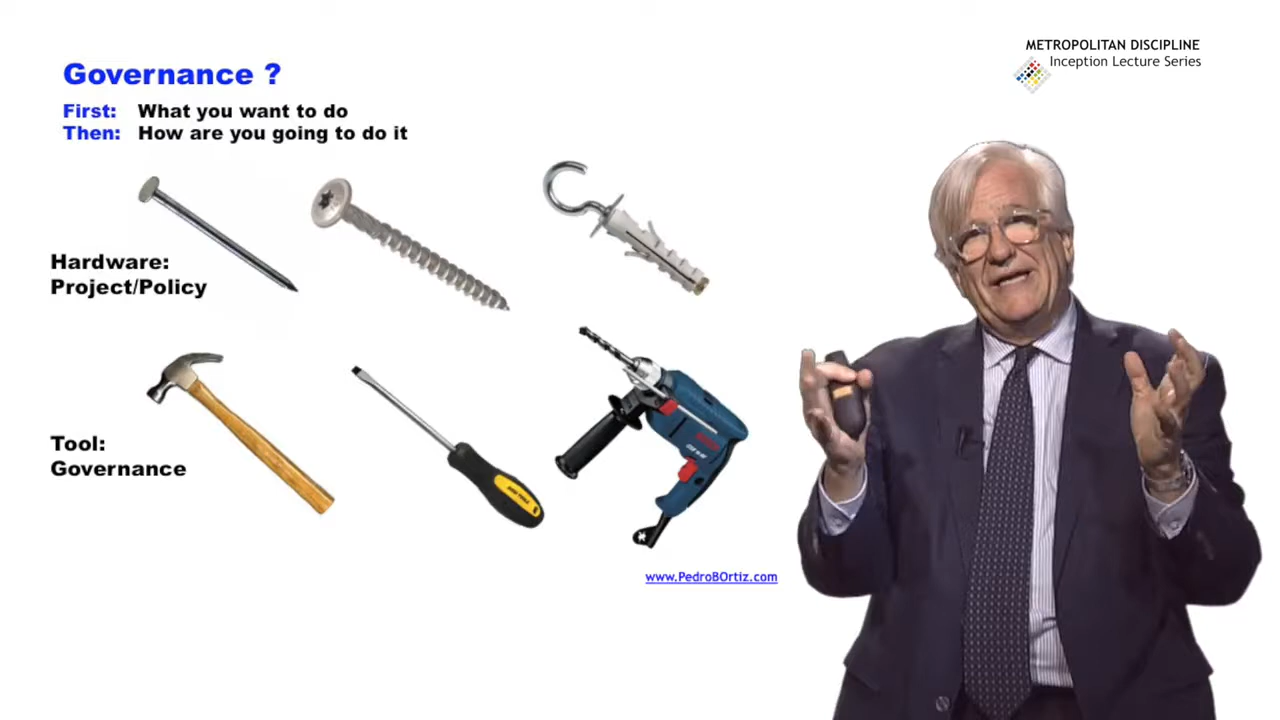 METROPOLITAN DISCIPLINE
Inception Lecture Series
Governance ?
First: What you want to do
Then: How are you going to do it
Hardware:
Project/Policy
Tool:
Governance
www.PedroBOrtiz.com